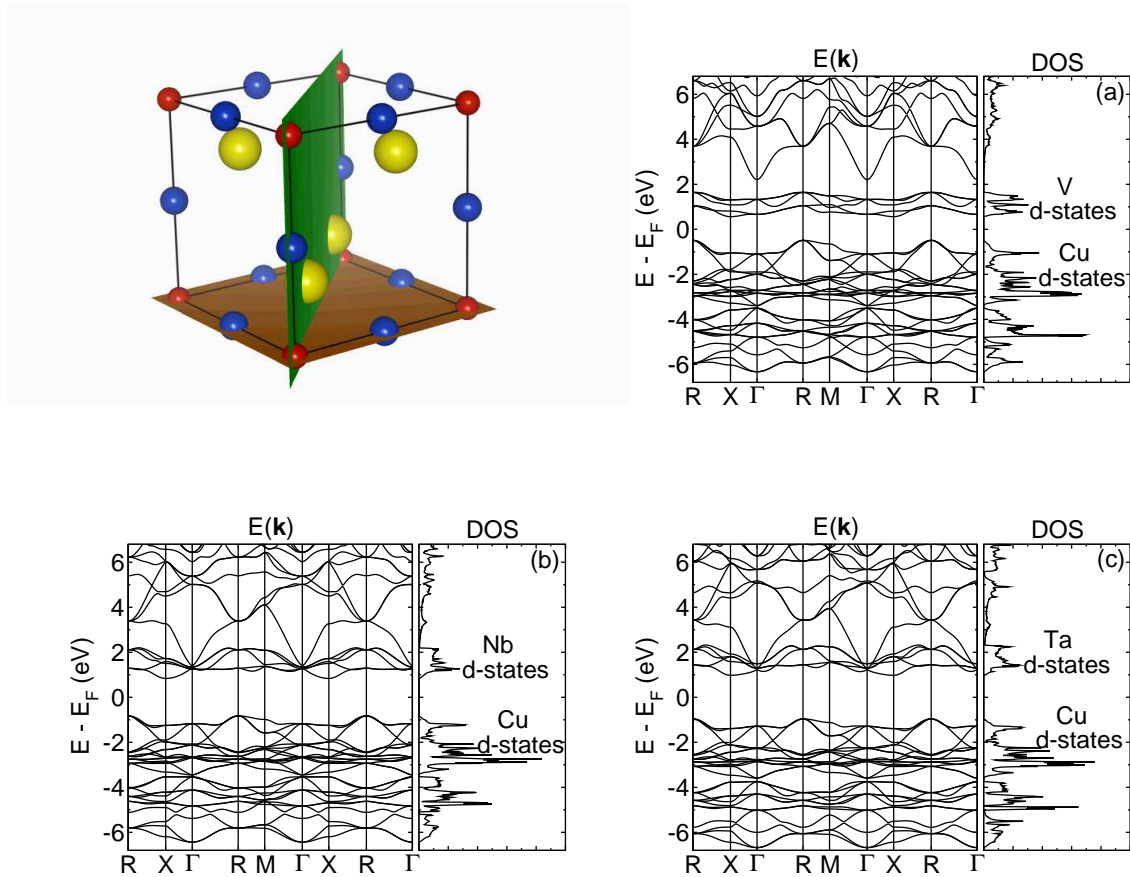 E(k) DOS
(a)
6
4
2
0
-2
-4
-6
E - E_F (eV)
V
d-states
Cu
d-states
R X Γ R M Γ X R Γ
E(k) DOS
(b)
6
4
2
0
-2
-4
-6
E - E_F (eV)
Nb
d-states
Cu
d-states
R X Γ R M Γ X R Γ
E(k) DOS
(c)
6
4
2
0
-2
-4
-6
E - E_F (eV)
Ta
d-states
Cu
d-states
R X Γ R M Γ X R Γ